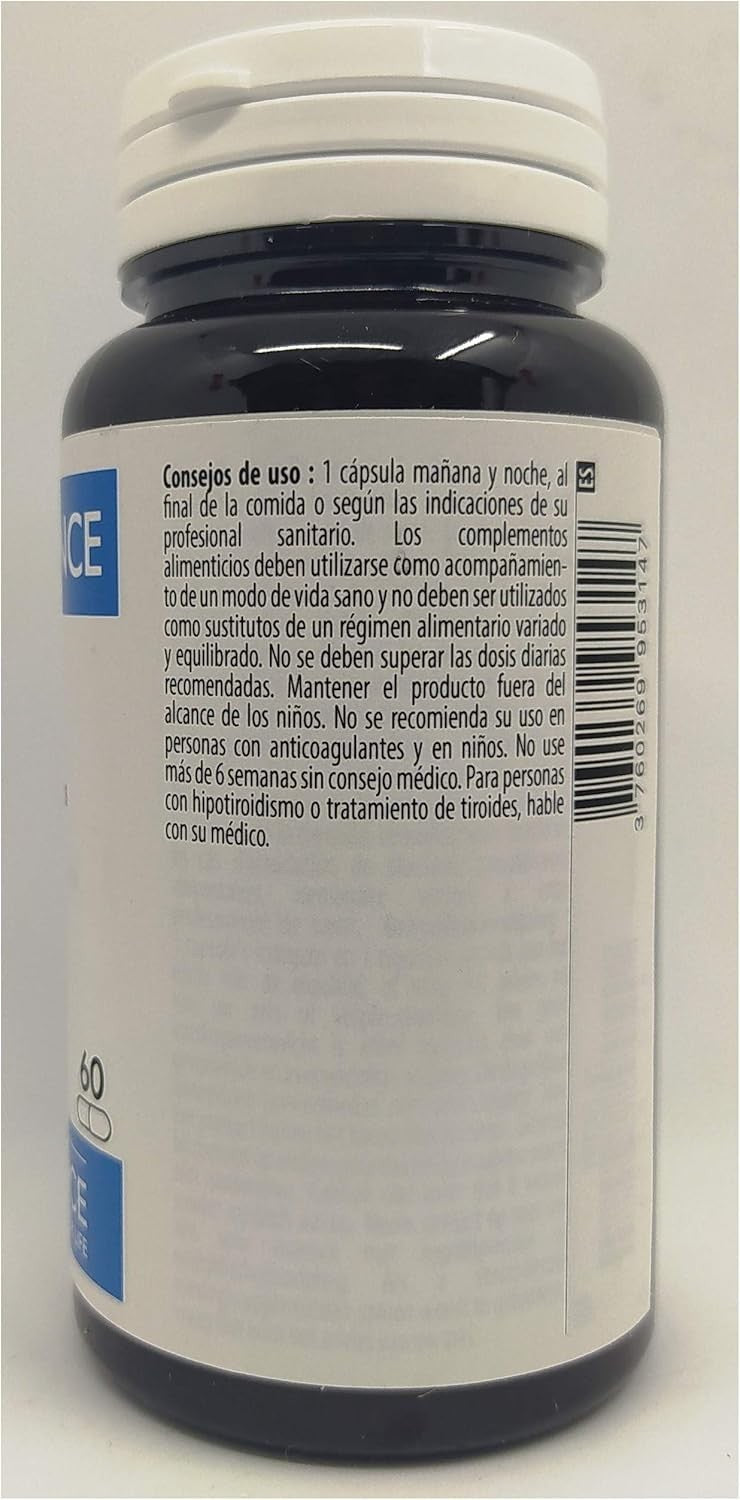 Consejos de uso : 1 cápsula mañana y noche, al
final de la comida o según las indicaciones de su
profesional sanitario. Los complementos
alimenticios deben utilizarse como acompañamien-
to de un modo de vida sano y no deben ser utilizados
como sustitutos de un régimen alimentario variado
y equilibrado. No se deben superar las dosis diarias
recomendadas. Mantener el producto fuera del
alcance de los niños. No se recomienda su uso en
personas con anticoagulantes y en niños. No use
más de 6 semanas sin consejo médico. Para personas
con hipotiroidismo o tratamiento de tiroides, hable
con su médico.
ES
3 760269 953147
NCE
60
CE